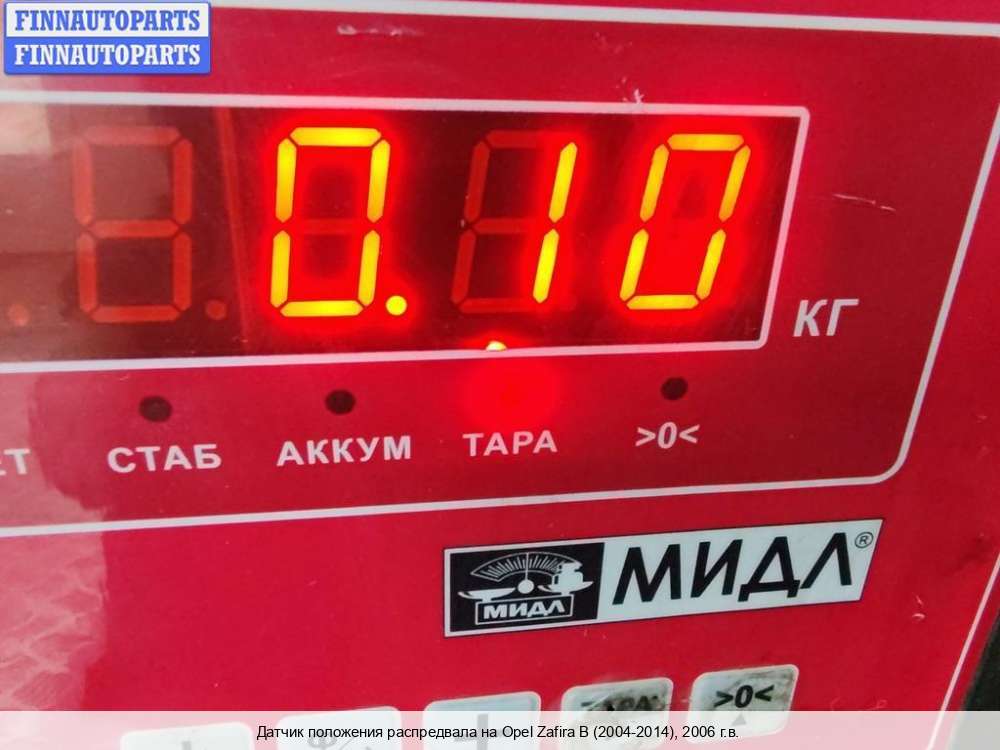 FINNAUTOPARTS
FINNAUTOPARTS
0.10
КГ
СТАБ АККУМ ТАРА >0<
МИДЛ МИДЛ®
>0<
Датчик положения распредвала на Opel Zafira B (2004-2014), 2006 г.в.